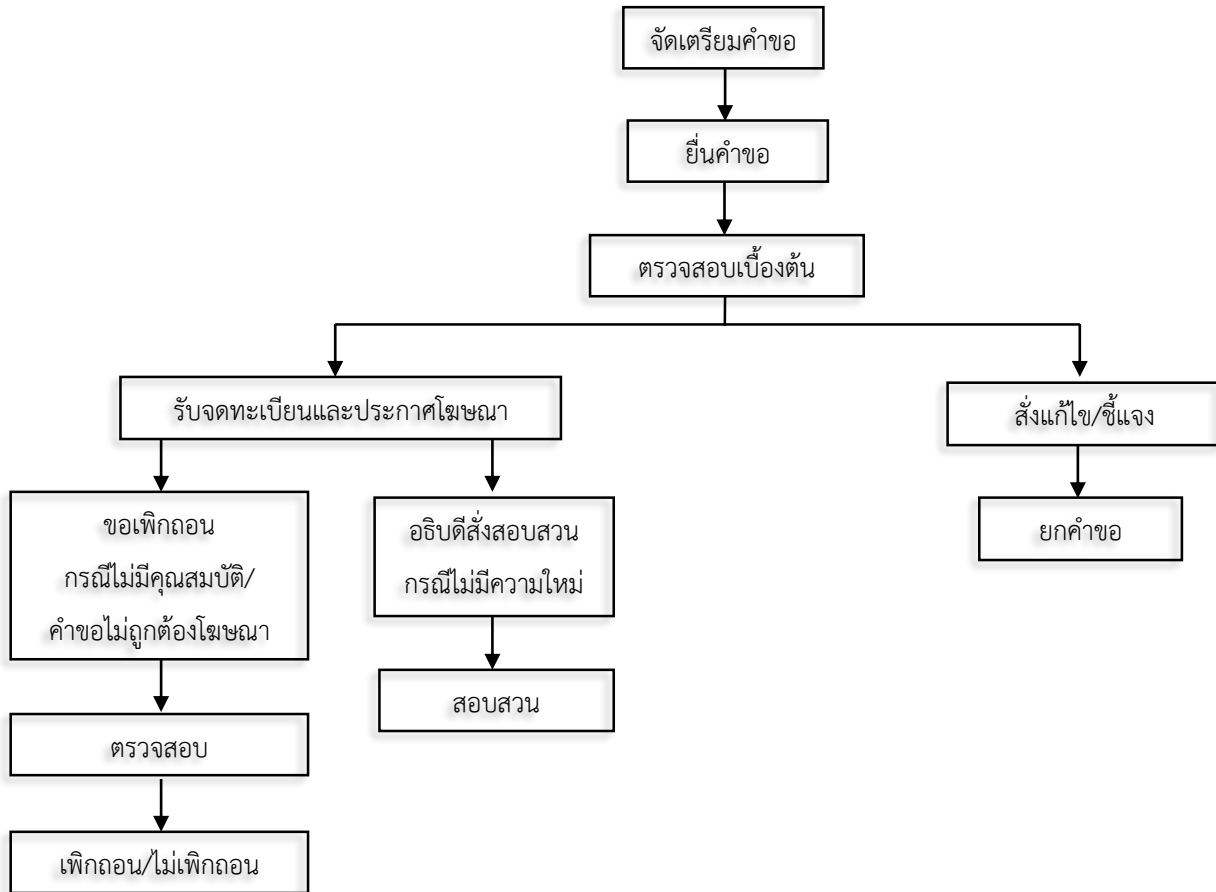 จัดเตรียมคำขอ
ยื่นคำขอ
ตรวจสอบเบื้องต้น
รับจดทะเบียนและประกาศโฆษณา
สั่งแก้ไข/ชี้แจง
ขอเพิกถอน
กรณีไม่มีคุณสมบัติ/
คำขอไม่ถูกต้องโฆษณา
อธิบดีสั่งสอบสวน
กรณีไม่มีความใหม่
ยกคำขอ
สอบสวน
ตรวจสอบ
เพิกถอน/ไม่เพิกถอน